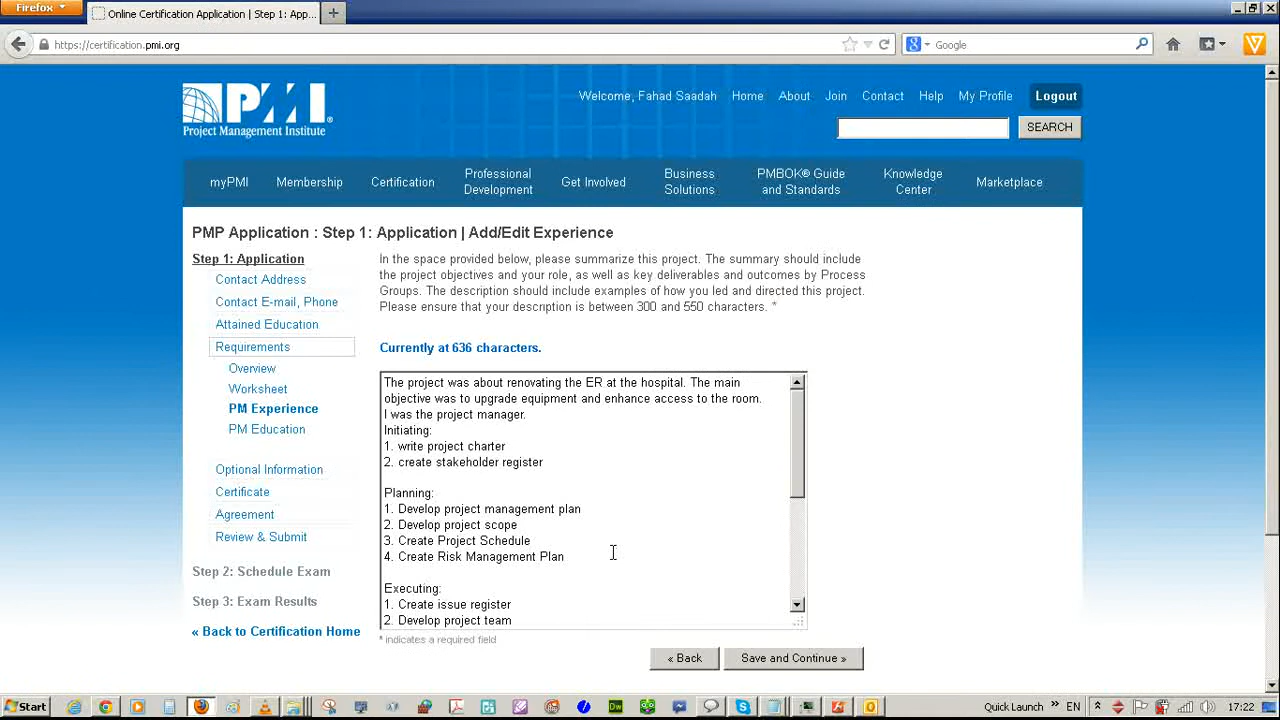 Firefox
Online Certification Application | Step 1: App...
https://certification.pmi.org
Google
PMI
Project Management Institute
Welcome, Fahad Saadah
Home
About
Join
Contact
Help
My Profile
Logout
SEARCH
myPMI
Membership
Certification
Professional
Development
Get Involved
Business
Solutions
PMBOK® Guide
and Standards
Knowledge
Center
Marketplace
PMP Application : Step 1: Application | Add/Edit Experience
Step 1: Application
Contact Address
Contact E-mail, Phone
Attained Education
Requirements
Overview
Worksheet
PM Experience
PM Education
Optional Information
Certificate
Agreement
Review & Submit
Step 2: Schedule Exam
Step 3: Exam Results
« Back to Certification Home
In the space provided below, please summarize this project. The summary should include
the project objectives and your role, as well as key deliverables and outcomes by Process
Groups. The description should include examples of how you led and directed this project.
Please ensure that your description is between 300 and 550 characters. *
Currently at 636 characters.
The project was about renovating the ER at the hospital. The main
objective was to upgrade equipment and enhance access to the room.
I was the project manager.
Initiating:
1. write project charter
2. create stakeholder register
Planning:
1. Develop project management plan
2. Develop project scope
3. Create Project Schedule
4. Create Risk Management Plan
Executing:
1. Create issue register
2. Develop project team
* indicates a required field
« Back
Save and Continue »
Start
Quick Launch
EN
17:22